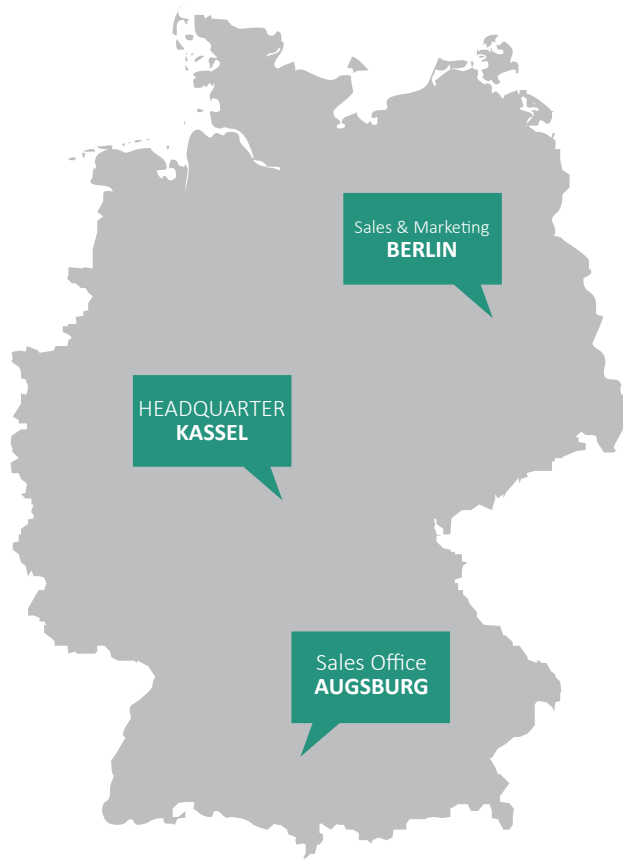 Sales & Marketing
BERLIN
HEADQUARTER
KASSEL
Sales Office
AUGSBURG